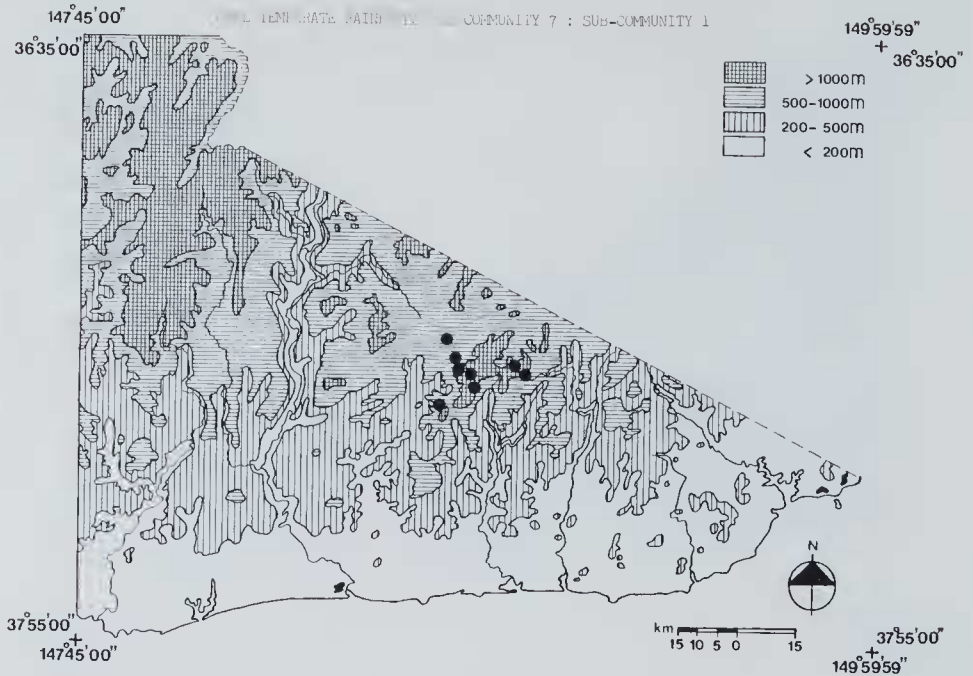 TEMPERATE RAIN COMMUNITY 7 : SUB-COMMUNITY 1
147°45'00"
36°35'00"
149°59'59"
36°35'00"
> 1000m
500-1000m
200-500m
< 200m
N
km 15 10 5 0 15
37°55'00"
147°45'00"
37°55'00"
149°59'59"